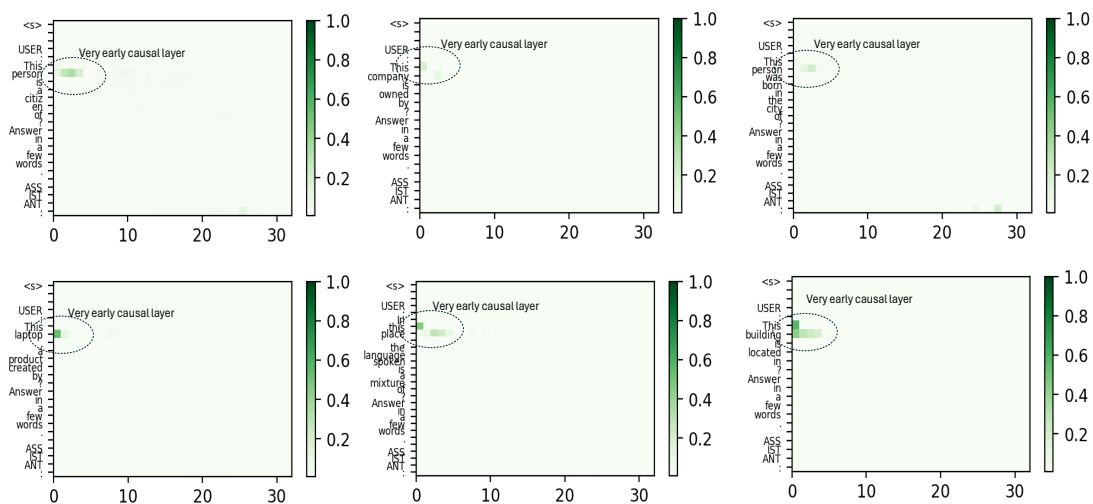 <s>
USER
:
This
person
is
a
citiz
en
of
?
Answer
in
a
few
words
.
ASS
IST
ANT
:
Very early causal layer
0 10 20 30
1.0
0.8
0.6
0.4
0.2
<s>
USER
:
This
company
is
owned
by
?
Answer
in
a
few
words
.
ASS
IST
ANT
:
Very early causal layer
0 10 20 30
1.0
0.8
0.6
0.4
0.2
<s>
USER
:
This
person
was
born
in
the
city
of
?
Answer
in
a
few
words
.
ASS
IST
ANT
:
Very early causal layer
0 10 20 30
1.0
0.8
0.6
0.4
0.2
<s>
USER
:
This
laptop
a
product
created
by
?
Answer
in
a
few
words
.
ASS
IST
ANT
:
Very early causal layer
0 10 20 30
1.0
0.8
0.6
0.4
0.2
<s>
USER
:
In
this
place
,
the
language
spoken
is
a
mixture
of
?
Answer
in
a
few
words
.
ASS
IST
ANT
:
Very early causal layer
0 10 20 30
1.0
0.8
0.6
0.4
0.2
<s>
USER
:
This
building
is
located
in
?
Answer
in
a
few
words
.
ASS
IST
ANT
:
Very early causal layer
0 10 20 30
1.0
0.8
0.6
0.4
0.2